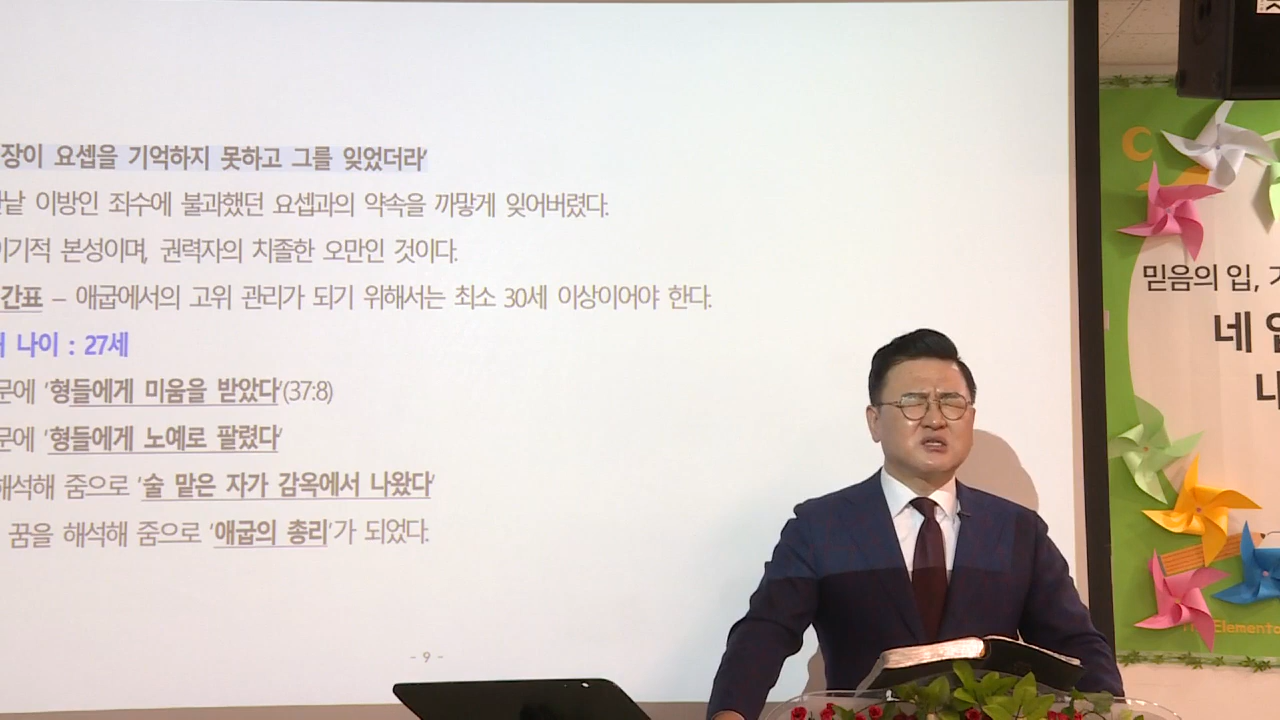 장이 요셉을 기억하지 못하고 그를 잊었더라’
이방인 죄수에 불과했던 요셉과의 약속을 까맣게 잊어버렸다.
이기적 본성이며, 권력자의 치졸한 오만인 것이다.
간표 – 애굽에서의 고위 관리가 되기 위해서는 최소 30세 이상이어야 한다.
나이 : 27세
문에 ‘형들에게 미움을 받았다’(37:8)
문에 ‘형들에게 노예로 팔렸다’
해석해 줌으로 ‘술 맡은 자가 감옥에서 나왔다’
꿈을 해석해 줌으로 ‘애굽의 총리’가 되었다.
- 9 -
믿음의 입,
네
Elemento